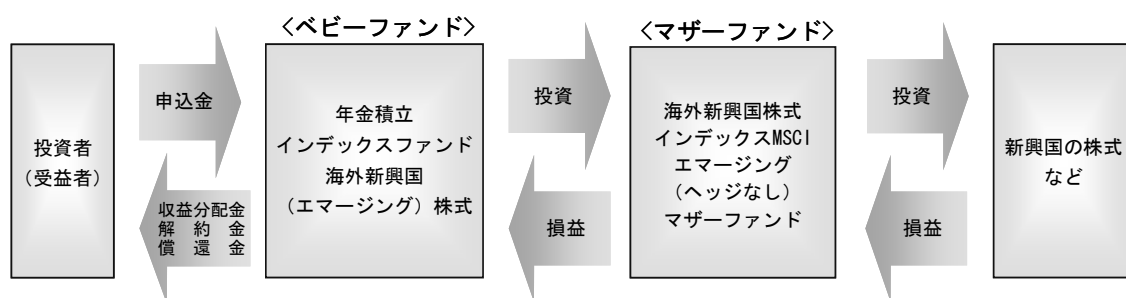 〈ベビーファンド〉
〈マザーファンド〉
投資者
（受益者）
申込金
収益分配金
解約金
償還金
年金積立
インデックスファンド
海外新興国
（エマージング）株式
投資
損益
海外新興国株式
インデックスMSCI
エマージング
（ヘッジなし）
マザーファンド
投資
損益
新興国の株式
など